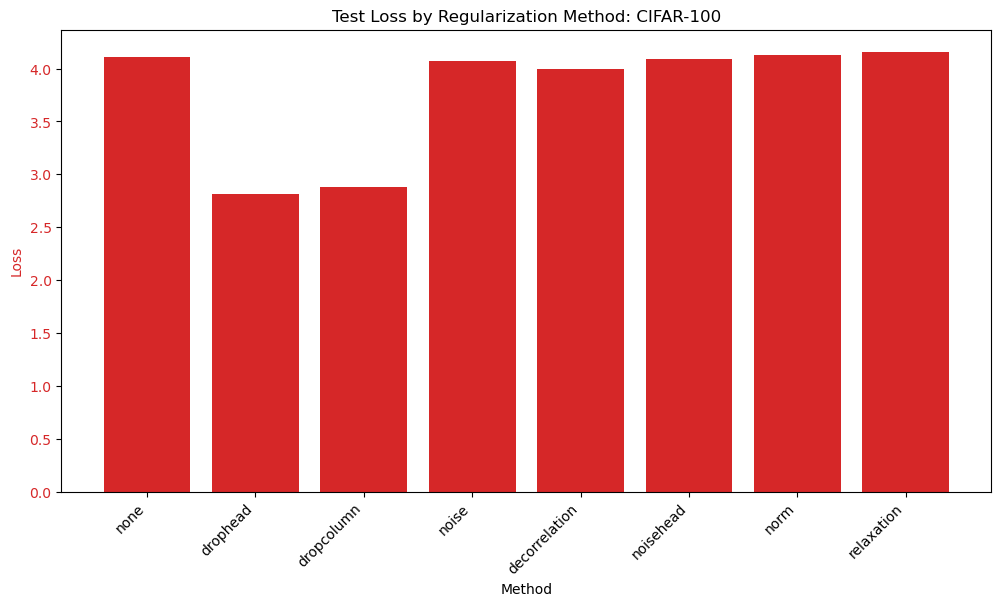 Test Loss by Regularization Method: CIFAR-100
Loss
4.0
3.5
3.0
2.5
2.0
1.5
1.0
0.5
0.0
none
drophead
dropcolumn
noise
decorrelation
noisehead
norm
relaxation
Method